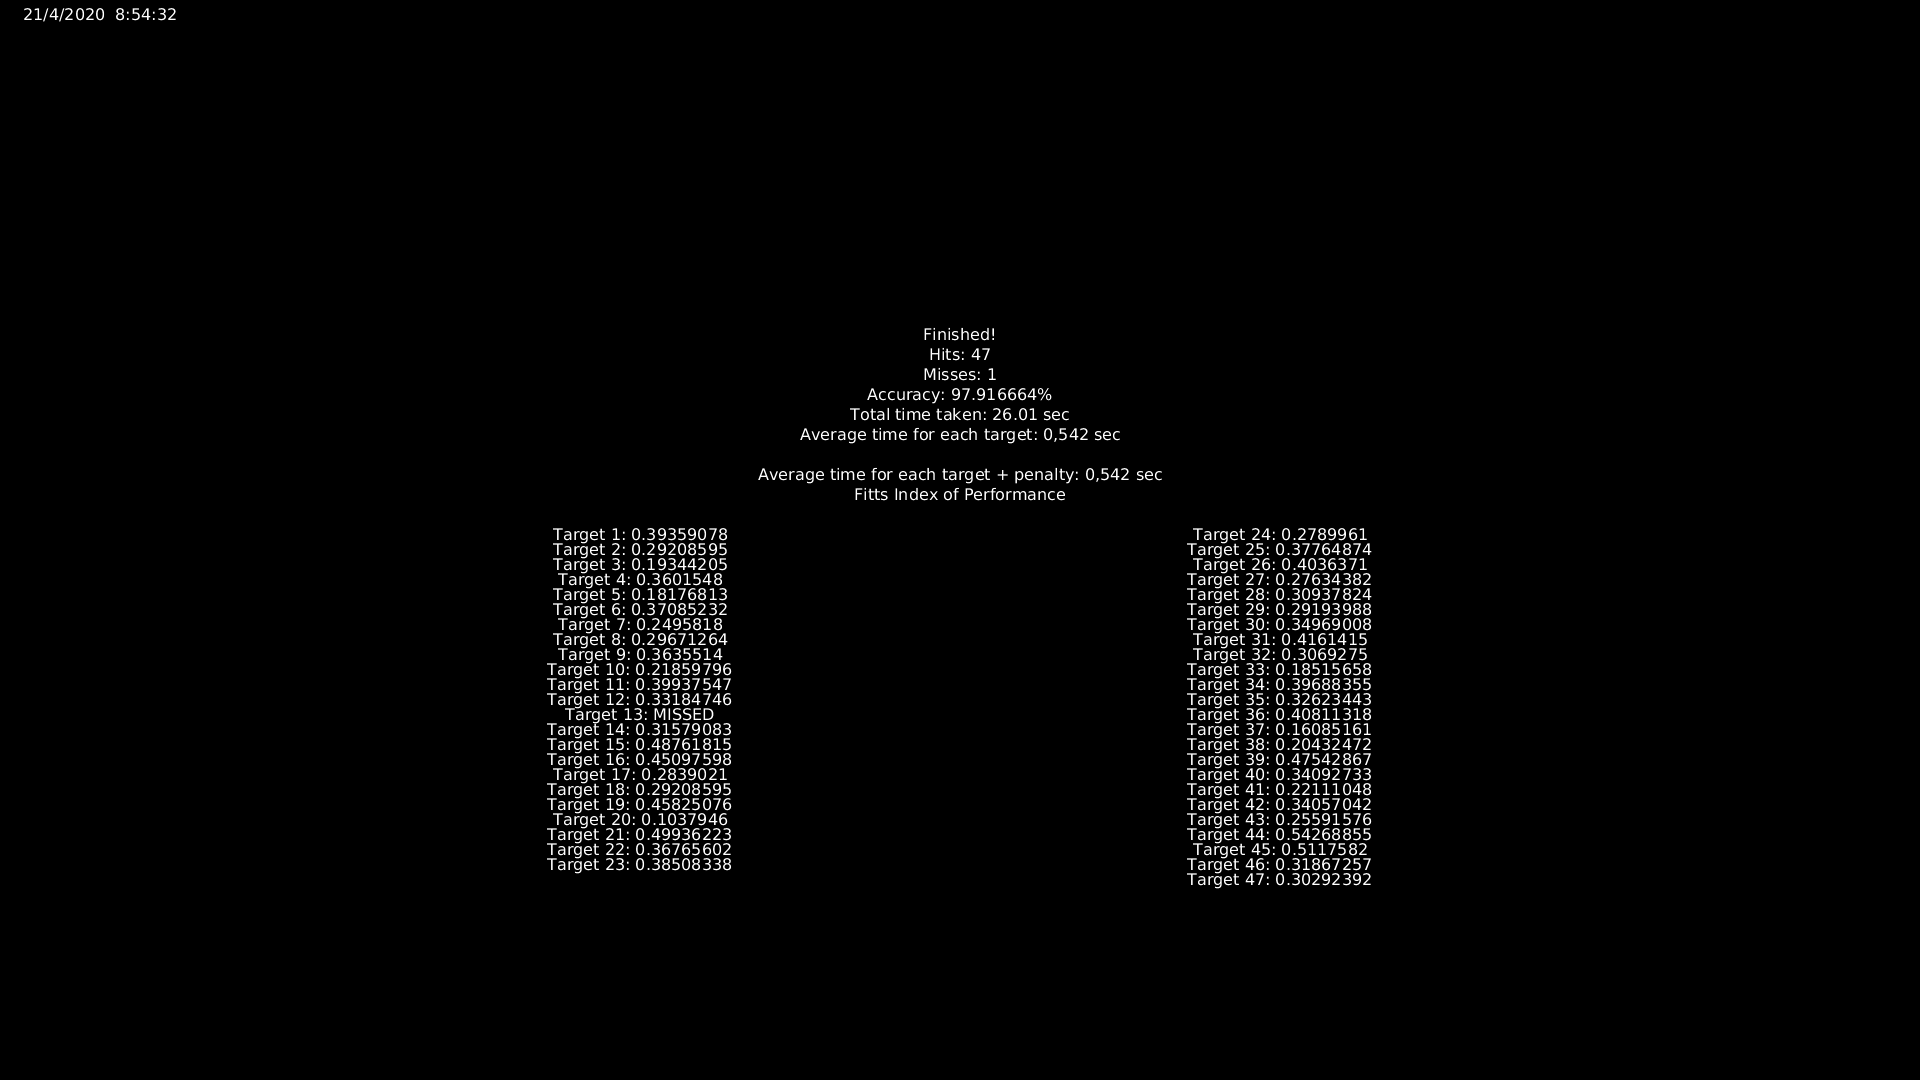 21/4/2020  8:54:32
Finished!
Hits: 47
Misses: 1
Accuracy: 97.916664%
Total time taken: 26.01 sec
Average time for each target: 0,542 sec
Average time for each target + penalty: 0,542 sec
Fitts Index of Performance
Target 1: 0.39359078
Target 2: 0.29208595
Target 3: 0.19344205
Target 4: 0.3601548
Target 5: 0.18176813
Target 6: 0.37085232
Target 7: 0.2495818
Target 8: 0.29671264
Target 9: 0.3635514
Target 10: 0.21859796
Target 11: 0.39937547
Target 12: 0.33184746
Target 13: MISSED
Target 14: 0.31579083
Target 15: 0.48761815
Target 16: 0.45097598
Target 17: 0.2839021
Target 18: 0.29208595
Target 19: 0.45825076
Target 20: 0.1037946
Target 21: 0.49936223
Target 22: 0.36765602
Target 23: 0.38508338
Target 24: 0.2789961
Target 25: 0.37764874
Target 26: 0.4036371
Target 27: 0.27634382
Target 28: 0.30937824
Target 29: 0.29193988
Target 30: 0.34969008
Target 31: 0.4161415
Target 32: 0.3069275
Target 33: 0.18515658
Target 34: 0.39688355
Target 35: 0.32623443
Target 36: 0.40811318
Target 37: 0.16085161
Target 38: 0.20432472
Target 39: 0.47542867
Target 40: 0.34092733
Target 41: 0.22111048
Target 42: 0.34057042
Target 43: 0.25591576
Target 44: 0.54268855
Target 45: 0.5117582
Target 46: 0.31867257
Target 47: 0.30292392